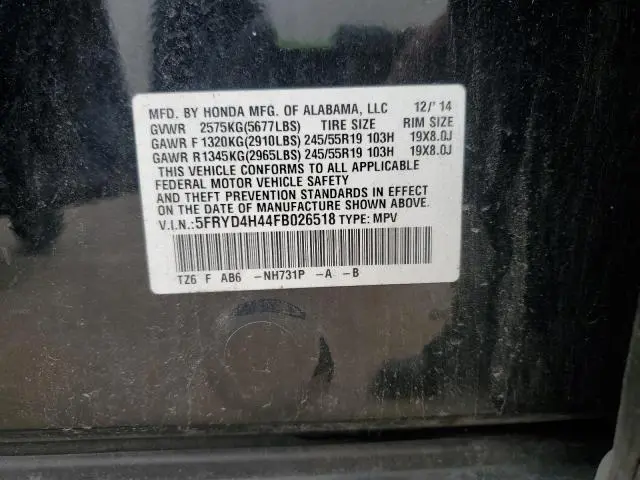 MFD. BY HONDA MFG. OF ALABAMA, LLC 12/'14
GVWR 2575KG(5677LBS) TIRE SIZE RIM SIZE
GAWR F 1320KG(2910LBS) 245/55R19 103H 19X8.0J
GAWR R 1345KG(2965LBS) 245/55R19 103H 19X8.0J
THIS VEHICLE CONFORMS TO ALL APPLICABLE
FEDERAL MOTOR VEHICLE SAFETY
AND THEFT PREVENTION STANDARDS IN EFFECT
ON THE DATE OF MANUFACTURE SHOWN ABOVE.
V.I.N.:5FRYD4H44FB026518 TYPE: MPV
TZ6 F AB6 -NH731P -A -B